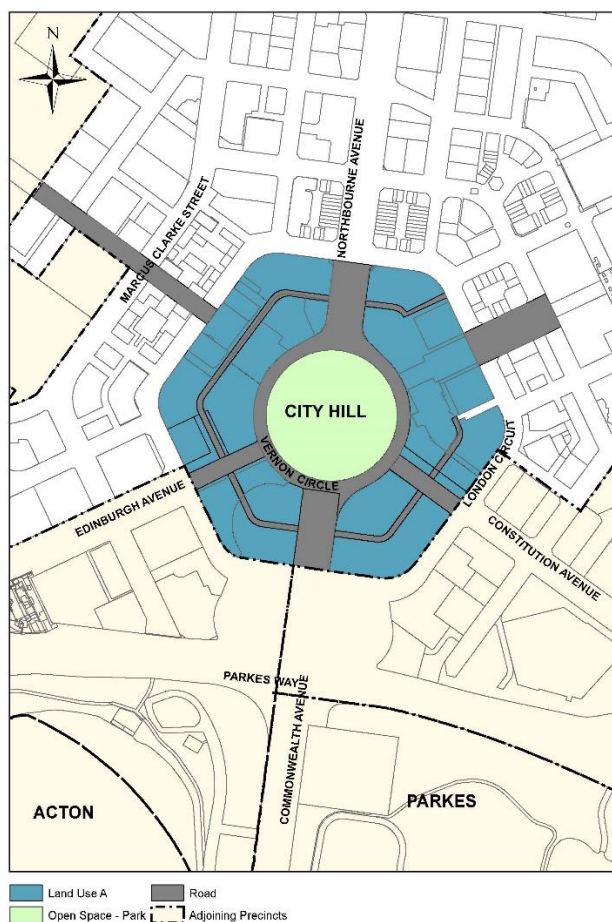 N
NORTHBOURNE AVENUE
MARCUS CLARKE STREET
CITY HILL
VERNON CIRCLE
LONDON CIRCUIT
EDINBURGH AVENUE
CONSTITUTION AVENUE
PARKES WAY
COMMONWEALTH AVENUE
ACTON
PARKES
Land Use A
Road
Open Space - Park
Adjoining Precincts